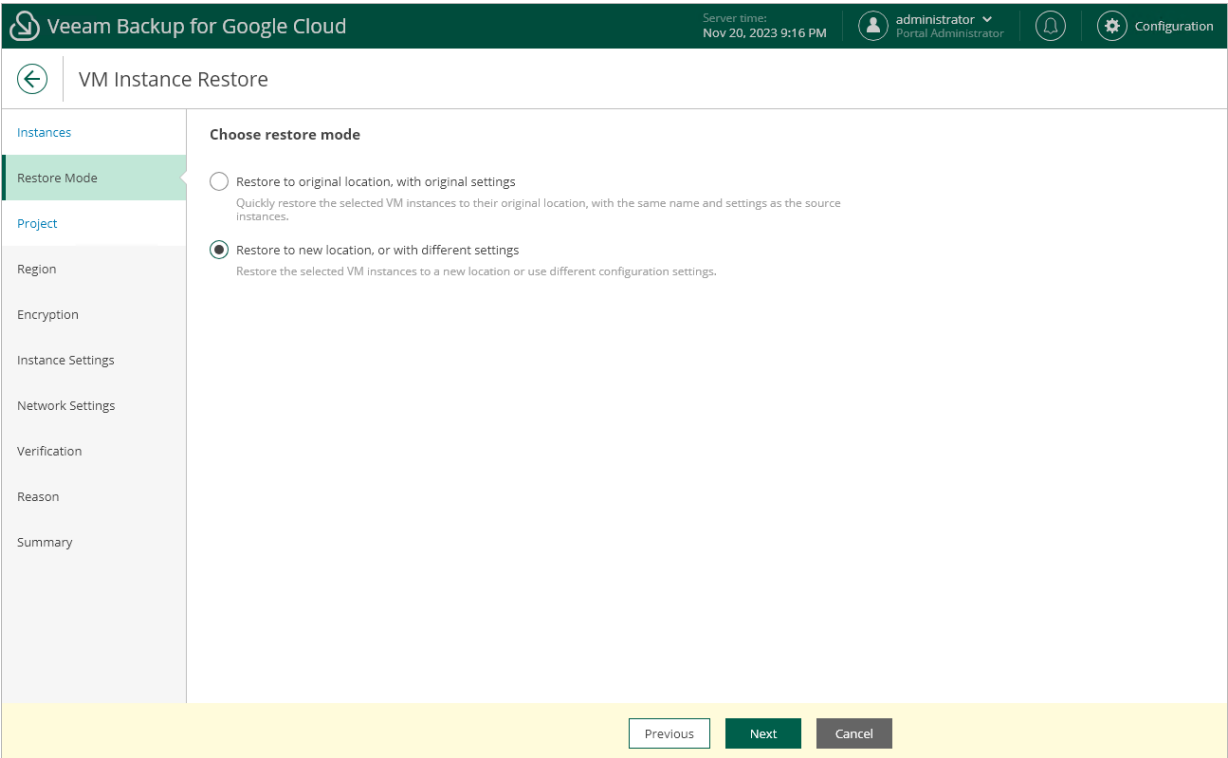 Veeam Backup for Google Cloud
Server time:
Nov 20, 2023 9:16 PM
administrator
Portal Administrator
Configuration
VM Instance Restore
Instances
Restore Mode
Project
Region
Encryption
Instance Settings
Network Settings
Verification
Reason
Summary
Choose restore mode
Restore to original location, with original settings
Quickly restore the selected VM instances to their original location, with the same name and settings as the source
instances.
Restore to new location, or with different settings
Restore the selected VM instances to a new location or use different configuration settings.
Previous
Next
Cancel